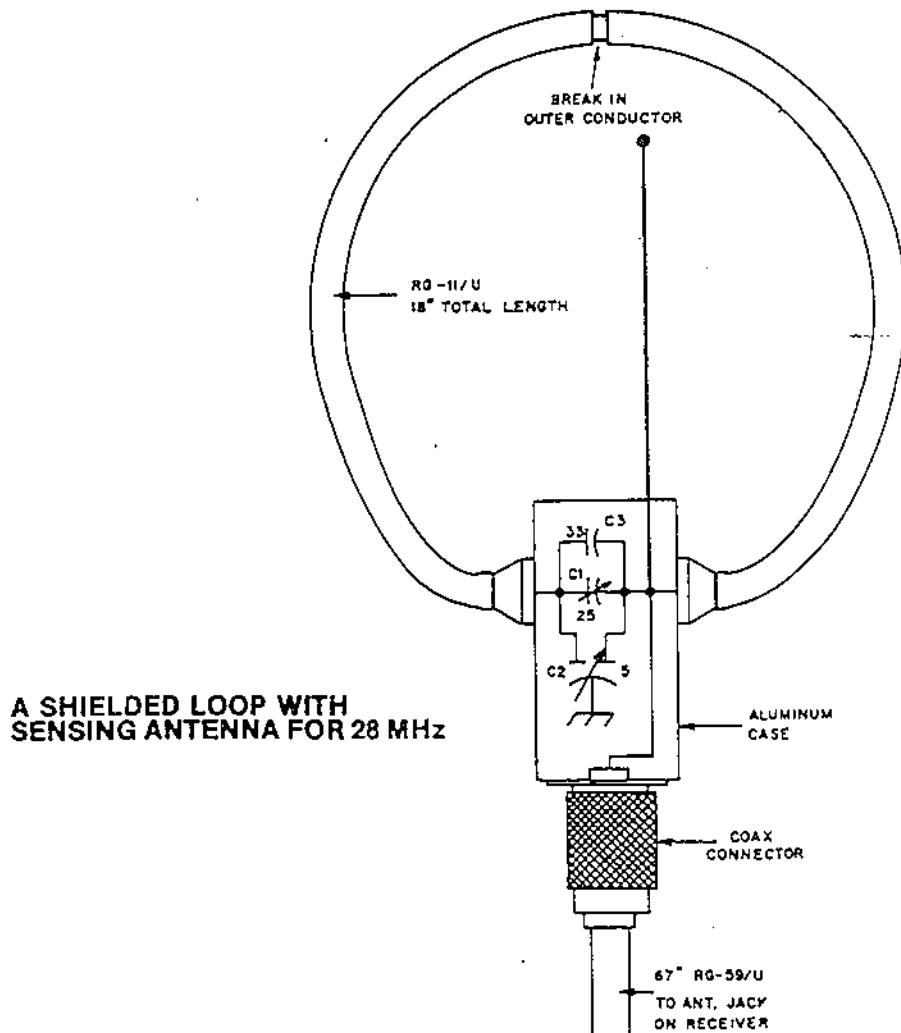 BREAK IN
OUTER CONDUCTOR
RG-11/U
18" TOTAL LENGTH
33
C3
C1
25
C2
5
A SHIELDED LOOP WITH
SENSING ANTENNA FOR 28 MHz
ALUMINUM
CASE
COAX
CONNECTOR
67" RG-59/U
TO ANT. JACK
ON RECEIVER